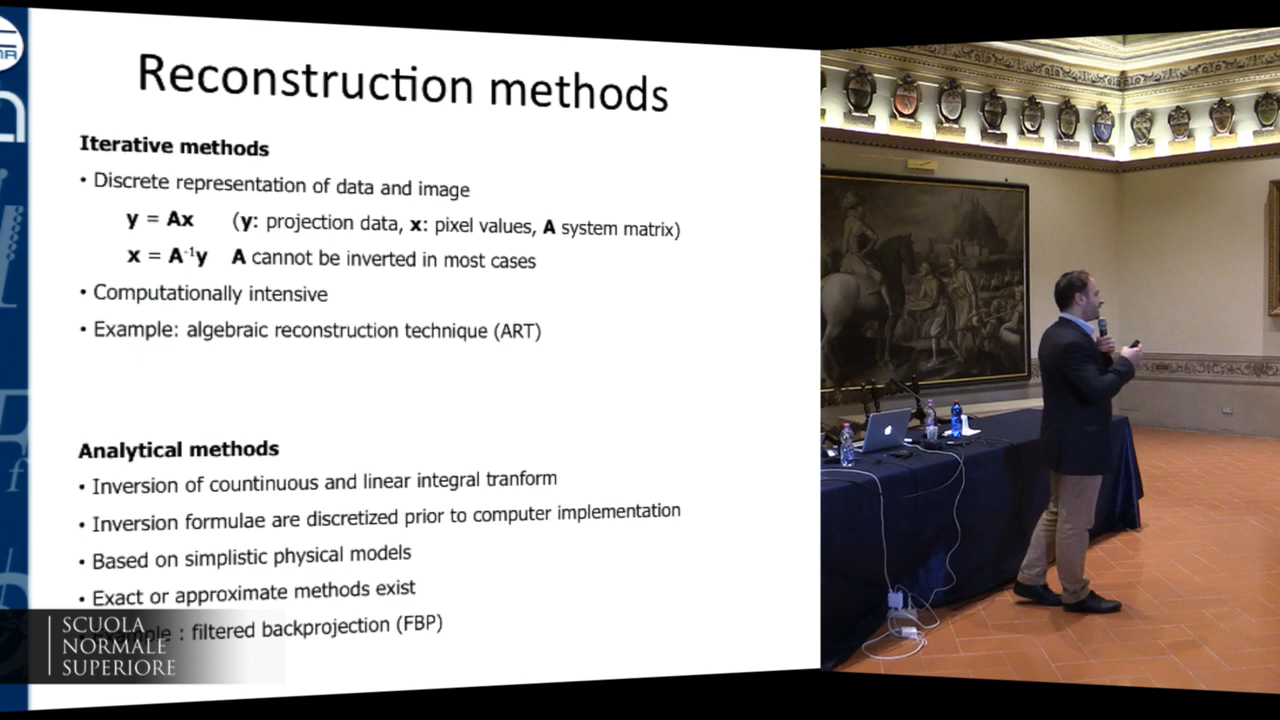 Reconstruction methods
Iterative methods
• Discrete representation of data and image
y = Ax (y: projection data, x: pixel values, A system matrix)
x = A⁻¹y A cannot be inverted in most cases
• Computationally intensive
• Example: algebraic reconstruction technique (ART)
Analytical methods
• Inversion of countinuous and linear integral tranform
• Inversion formulae are discretized prior to computer implementation
• Based on simplistic physical models
• Exact or approximate methods exist
Example : filtered backprojection (FBP)
SCUOLA
NORMALE
SUPERIORE